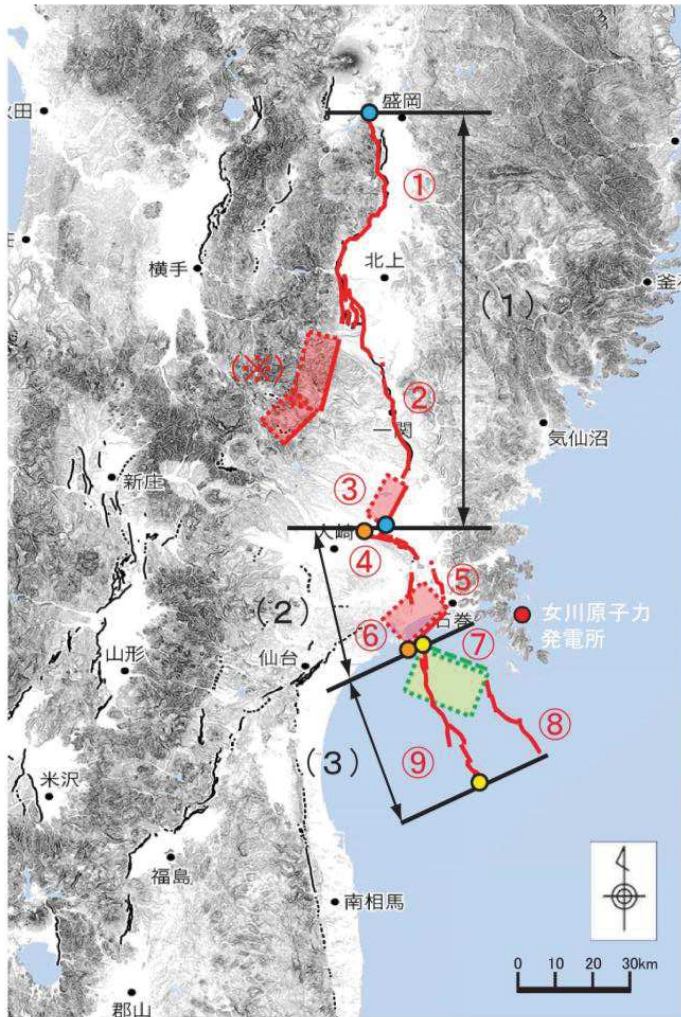 盛岡
①
北上
横手
(1)
(※)
②
一関
気仙沼
新庄
③
大崎
④
⑤
(2)
石巻
女川原子力
発電所
⑥
⑦
仙台
山形
⑧
(3)
⑨
米沢
福島
南相馬
0 10 20 30km
郡山